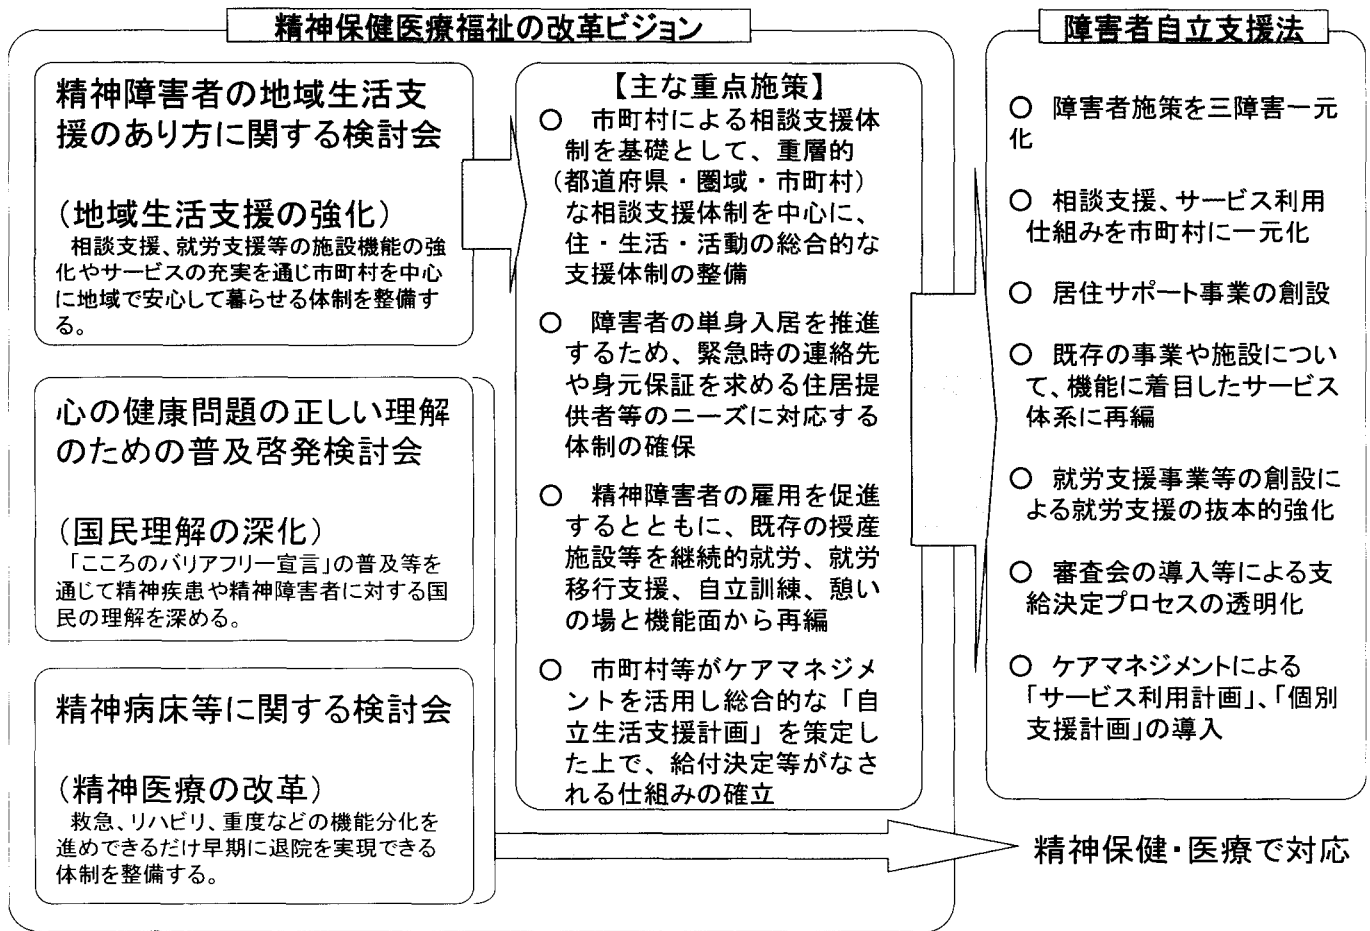 精神保健医療福祉の改革ビジョン
精神障害者の地域生活支
援のあり方に関する検討会
（地域生活支援の強化）
相談支援、就労支援等の施設機能の強
化やサービスの充実を通じ市町村を中心
に地域で安心して暮らせる体制を整備す
る。
心の健康問題の正しい理解
のための普及啓発検討会
（国民理解の深化）
「こころのバリアフリー宣言」の普及等を
通じて精神疾患や精神障害者に対する国
民の理解を深める。
精神病床等に関する検討会
（精神医療の改革）
救急、リハビリ、重度などの機能分化を
進めできるだけ早期に退院を実現できる
体制を整備する。
【主な重点施策】
○　市町村による相談支援体
制を基礎として、重層的
（都道府県・圏域・市町村）
な相談支援体制を中心に、
住・生活・活動の総合的な
支援体制の整備
○　障害者の単身入居を推進
するため、緊急時の連絡先
や身元保証を求める住居提
供者等のニーズに対応する
体制の確保
○　精神障害者の雇用を促進
するとともに、既存の授産
施設等を継続的就労、就労
移行支援、自立訓練、憩い
の場と機能面から再編
○　市町村等がケアマネジメ
ントを活用し総合的な「自
立生活支援計画」を策定し
た上で、給付決定等がなさ
れる仕組みの確立
障害者自立支援法
○　障害者施策を三障害一元
化
○　相談支援、サービス利用
仕組みを市町村に一元化
○　居住サポート事業の創設
○　既存の事業や施設につい
て、機能に着目したサービス
体系に再編
○　就労支援事業等の創設に
よる就労支援の抜本的強化
○　審査会の導入等による支
給決定プロセスの透明化
○　ケアマネジメントによる
「サービス利用計画」、「個別
支援計画」の導入
精神保健・医療で対応